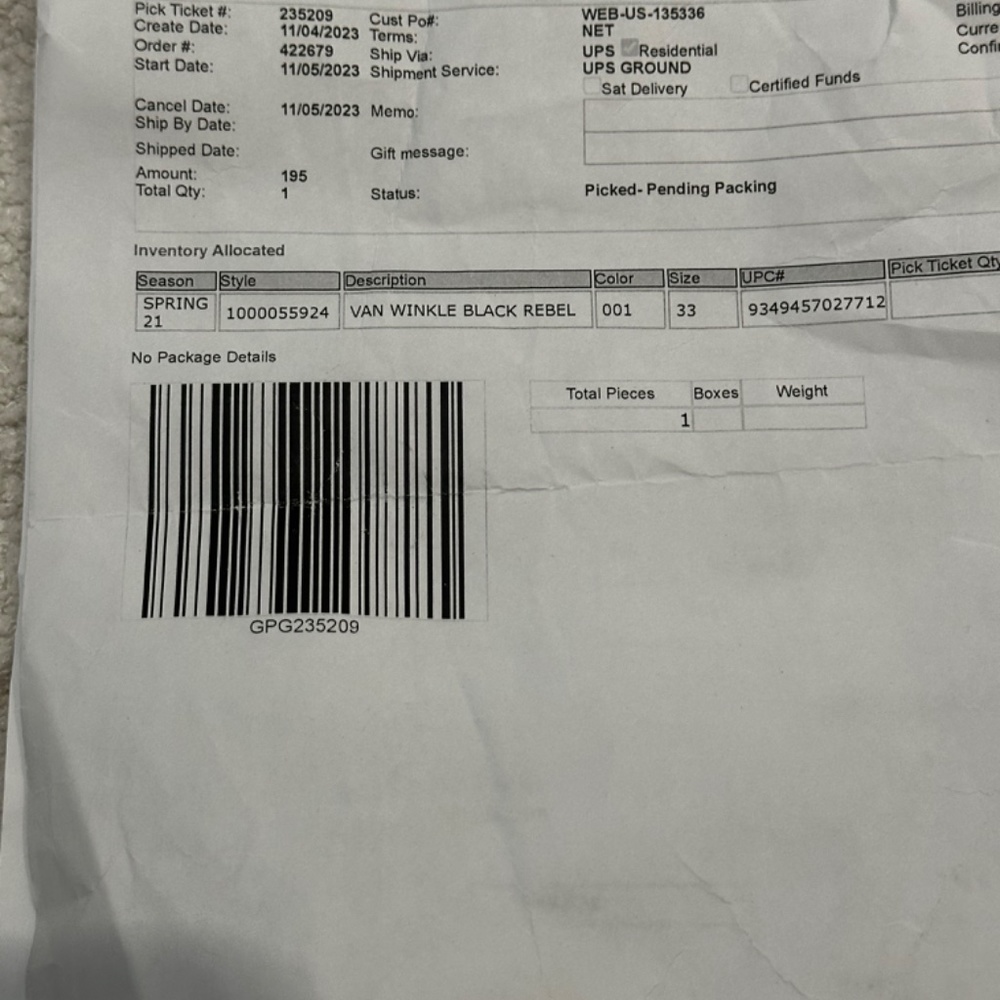 Pick Ticket #: 235209 Cust Po#: WEB-US-135336 Billing
Create Date: 11/04/2023 Terms: NET Curre
Order #: 422679 Ship Via: UPS Residential Confi
Start Date: 11/05/2023 Shipment Service: UPS GROUND
Sat Delivery Certified Funds
Cancel Date: 11/05/2023 Memo:
Ship By Date:
Shipped Date: Gift message:
Amount: 195
Total Qty: 1 Status: Picked- Pending Packing
Inventory Allocated
Season Style Description Color Size UPC# Pick Ticket Qty
SPRING 1000055924 VAN WINKLE BLACK REBEL 001 33 9349457027712
21
No Package Details
Total Pieces Boxes Weight
1
GPG235209